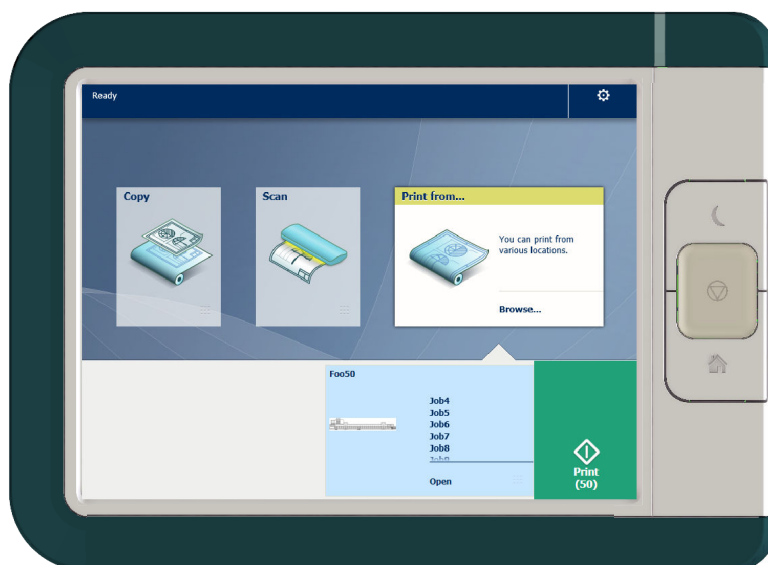 Ready
Copy
Scan
Print from...
You can print from
various locations.
Browse...
Foo50
Job4
Job5
Job6
Job7
Job8
Open
Print
(50)